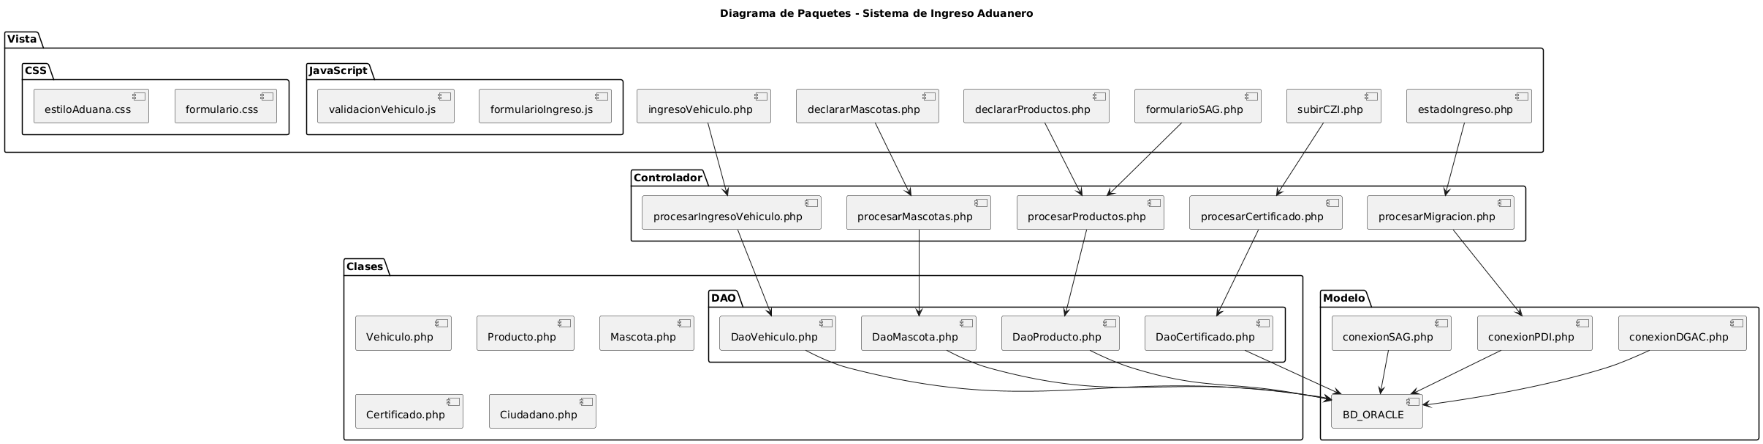 Diagrama de Paquetes - Sistema de Ingreso Aduanero
Vista
CSS
JavaScript
estiloAduana.css
formulario.css
validacionVehiculo.js
formularioIngreso.js
ingresoVehiculo.php
declararMascotas.php
declararProductos.php
formularioSAG.php
subirCZI.php
estadoIngreso.php
Controlador
procesarIngresoVehiculo.php
procesarMascotas.php
procesarProductos.php
procesarCertificado.php
procesarMigracion.php
Clases
DAO
Vehiculo.php
Producto.php
Mascota.php
DaoVehiculo.php
DaoMascota.php
DaoProducto.php
DaoCertificado.php
Certificado.php
Ciudadano.php
Modelo
conexionSAG.php
conexionPDI.php
conexionDGAC.php
BD_ORACLE